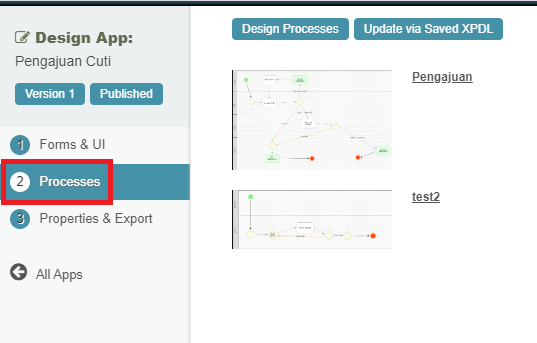 Design App:
Pengajuan Cuti
Version 1 Published
1 Forms & UI
2 Processes
3 Properties & Export
All Apps
Design Processes Update via Saved XPDL
Pengajuan
test2